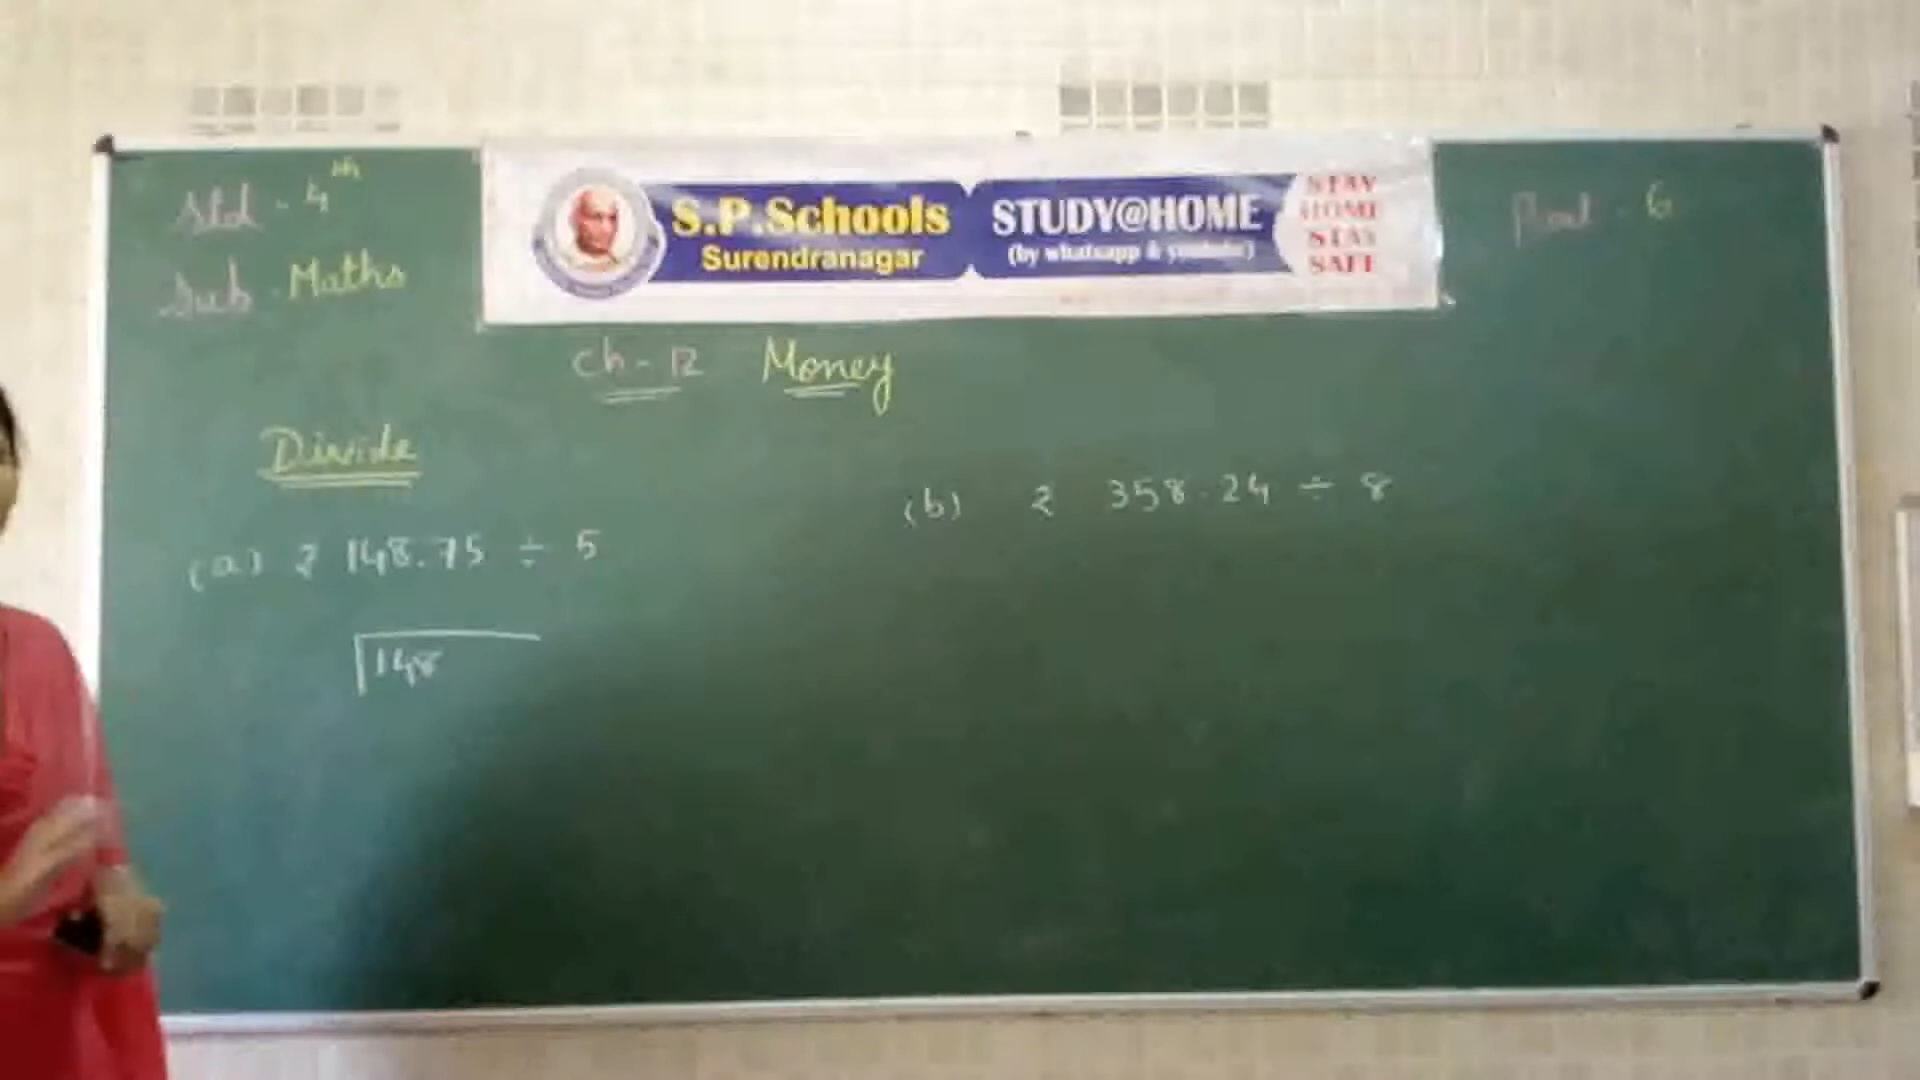 Std - 4th
Sub - Maths
S.P.Schools
Surendranagar
STUDY@HOME
(by whatsapp & youtube)
STAY
HOME
STAY
SAFE
Part - 6
Ch - 12 Money
Divide
(a) ₹ 148.75 ÷ 5
148
(b) ₹ 358.24 ÷ 8